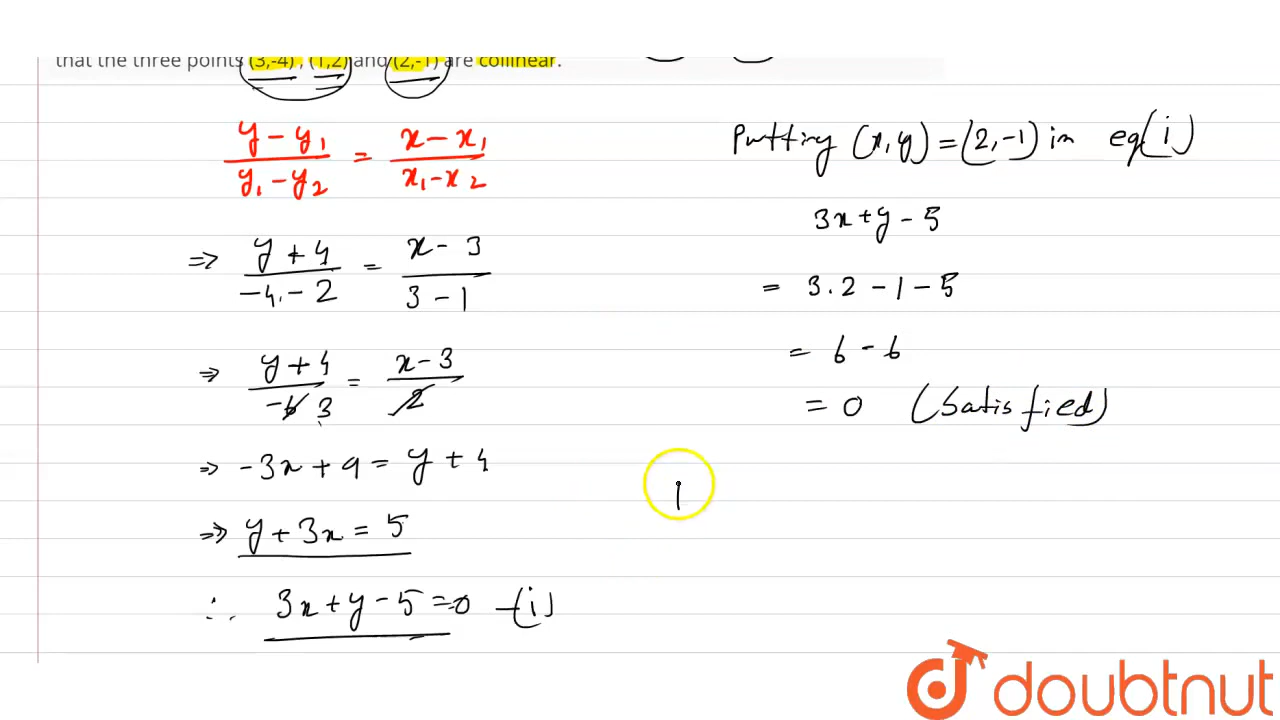 that the three points (3,-4) , (1,2) and (2,-1) are collinear.
y - y₁ / y₁ - y₂ = x - x₁ / x₁ - x₂
⇒ y + 4 / -4 - 2 = x - 3 / 3 - 1
⇒ y + 4 / -6 3 = x - 3 / 2
⇒ -3x + 9 = y + 4
⇒ y + 3x = 5
∴ 3x + y - 5 = 0 -(i)
Putting (x,y) = (2,-1) in eq(i)
3x + y - 5
= 3.2 - 1 - 5
= 6 - 6
= 0 (Satisfied)
doubtnut